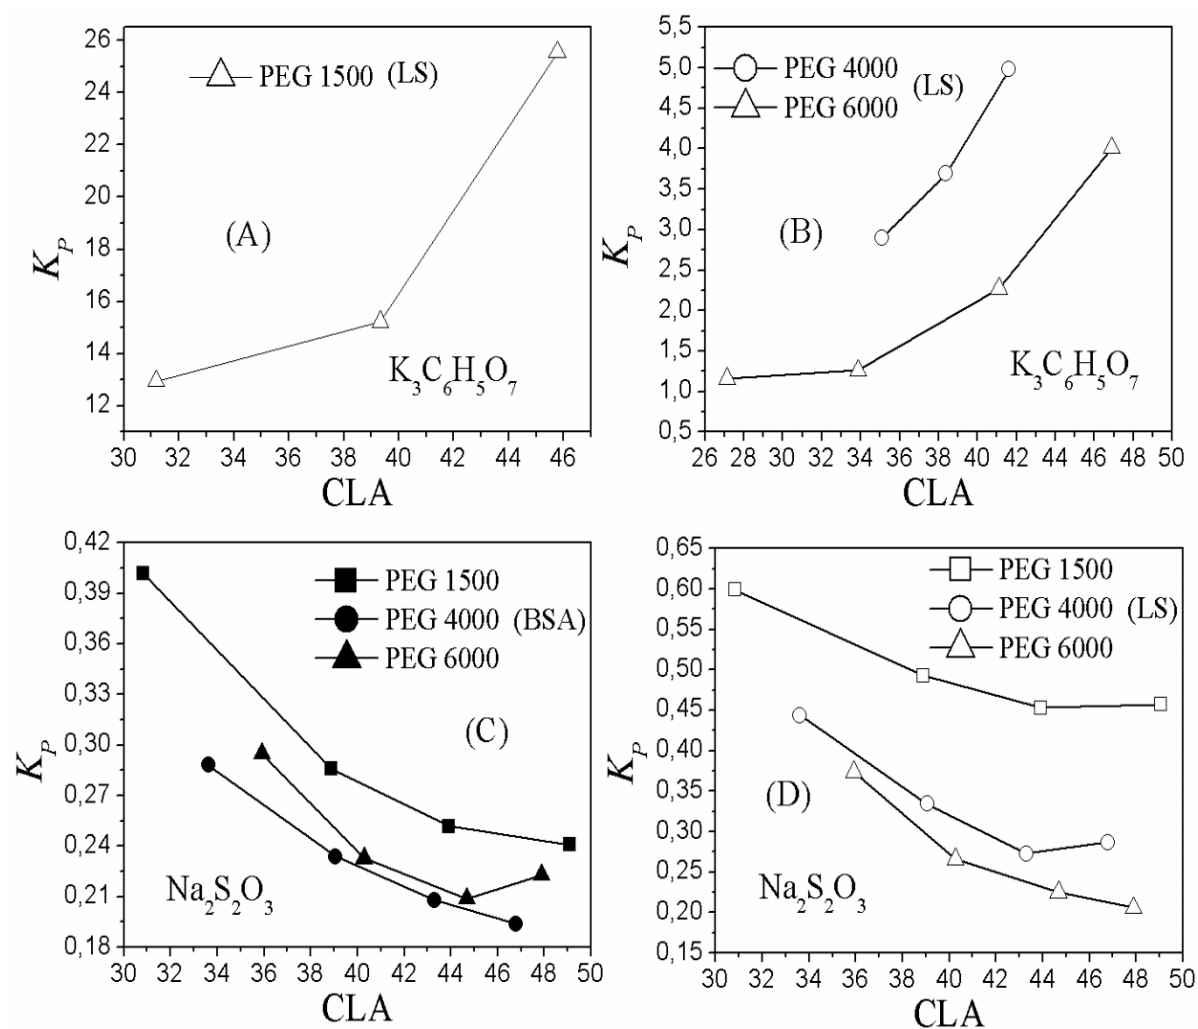 26
24
22
20
18
16
14
12
K_P
△ PEG 1500 (LS)
(A)
K₃C₆H₅O₇
30 32 34 36 38 40 42 44 46
CLA
5,5
5,0
4,5
4,0
3,5
3,0
2,5
2,0
1,5
1,0
0,5
K_P
PEG 4000
(LS)
PEG 6000
(B)
K₃C₆H₅O₇
26 28 30 32 34 36 38 40 42 44 46 48 50
CLA
0,42
0,39
0,36
0,33
0,30
0,27
0,24
0,21
0,18
K_P
PEG 1500
PEG 4000 (BSA)
PEG 6000
(C)
Na₂S₂O₃
30 32 34 36 38 40 42 44 46 48 50
CLA
0,65
0,60
0,55
0,50
0,45
0,40
0,35
0,30
0,25
0,20
0,15
K_P
PEG 1500
PEG 4000 (LS)
PEG 6000
(D)
Na₂S₂O₃
30 32 34 36 38 40 42 44 46 48 50
CLA